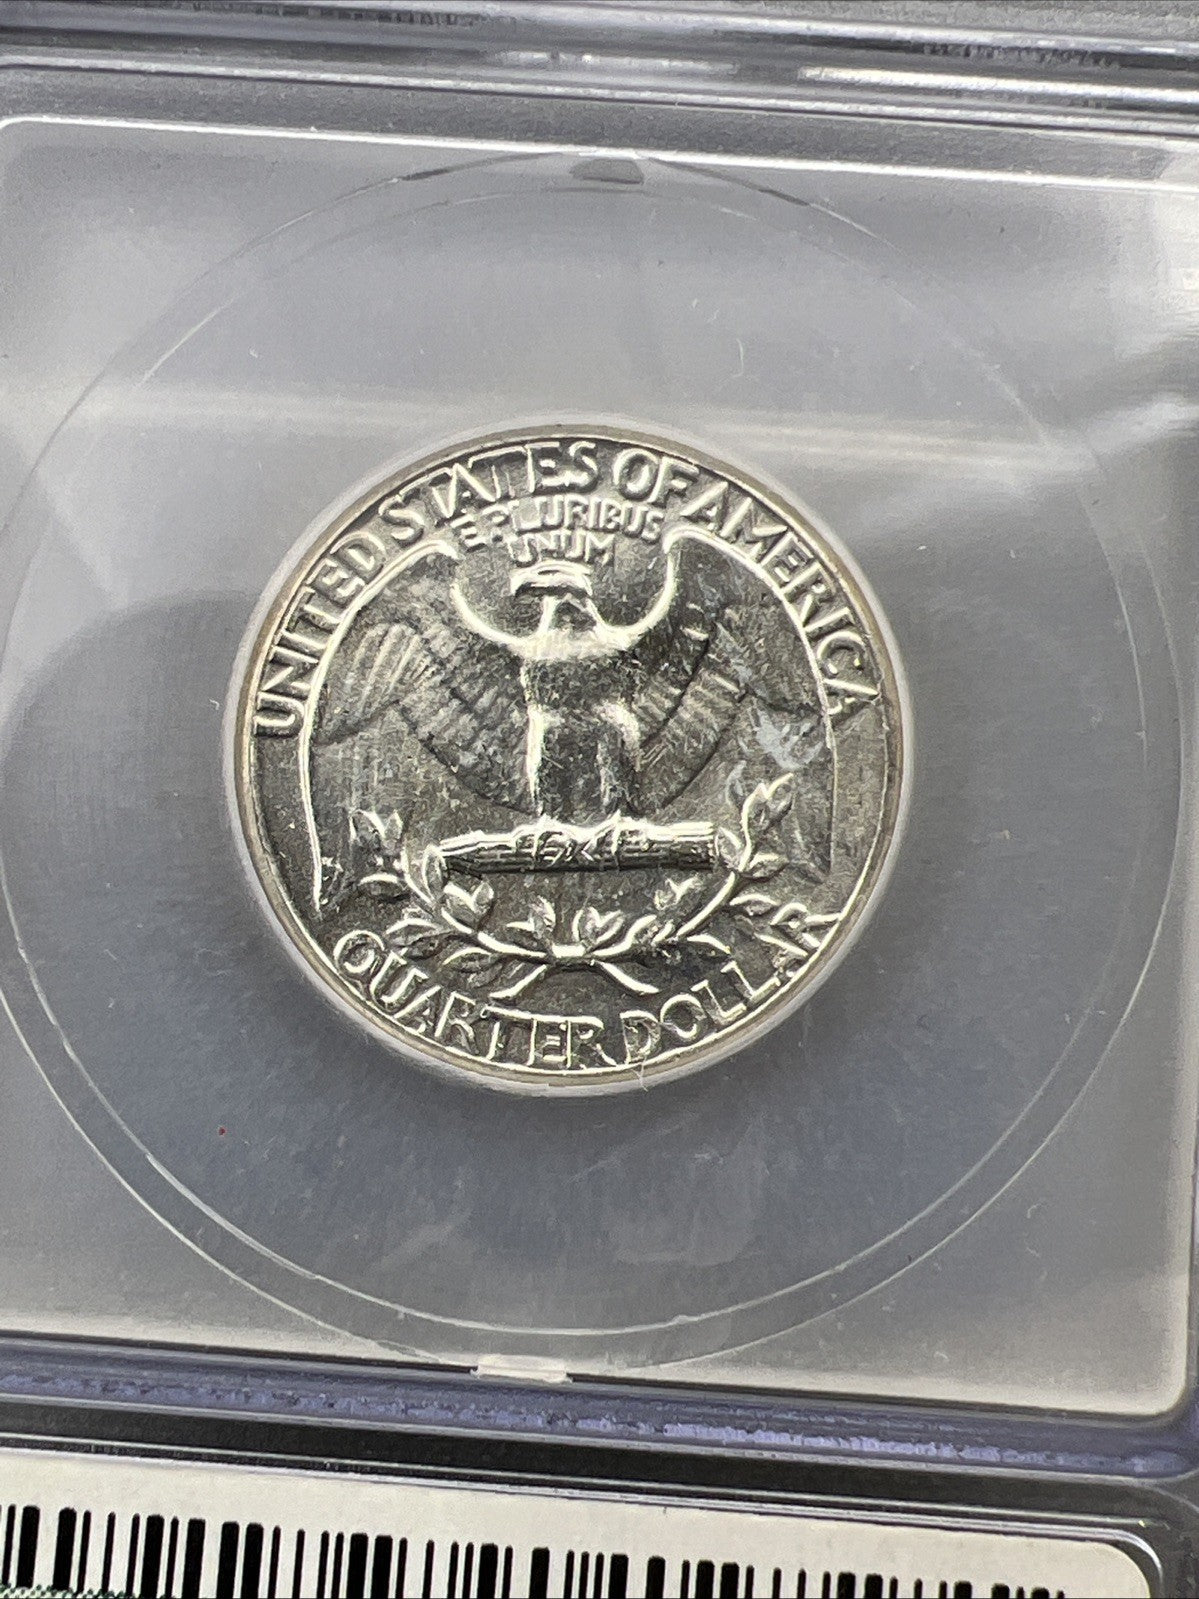 UNITED STATES OF AMERICA
E PLURIBUS
UNUM
QUARTER DOLLAR